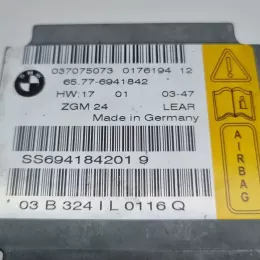 BMW
037075073 0176194 12
65.77-6941842
HW:17 01 03-47
ZGM 24 LEAR
Made in Germany
SS694184201 9
03 B 324 I L 0116 Q
AIRBAG